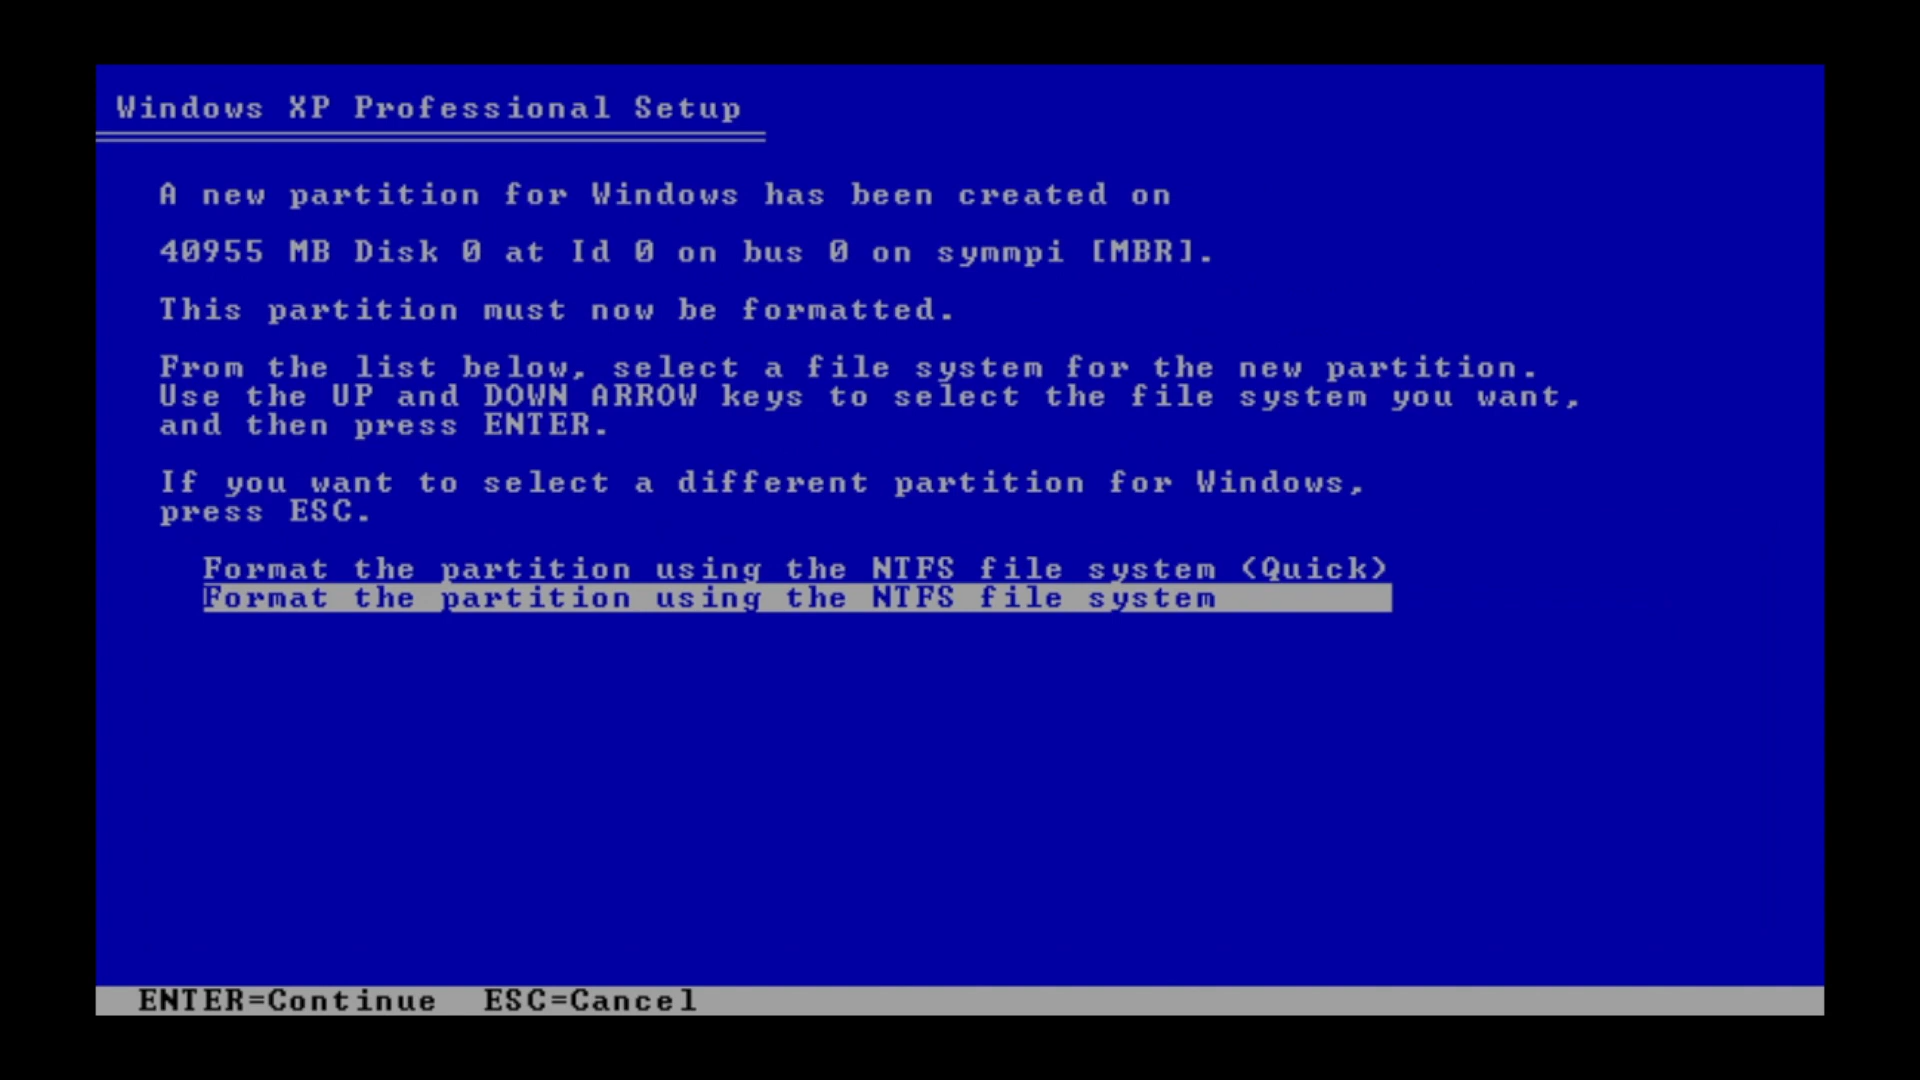 Windows XP Professional Setup
A new partition for Windows has been created on
40955 MB Disk 0 at Id 0 on bus 0 on symmpi [MBR].
This partition must now be formatted.
From the list below, select a file system for the new partition.
Use the UP and DOWN ARROW keys to select the file system you want,
and then press ENTER.
If you want to select a different partition for Windows,
press ESC.
Format the partition using the NTFS file system (Quick)
Format the partition using the NTFS file system
ENTER=Continue ESC=Cancel